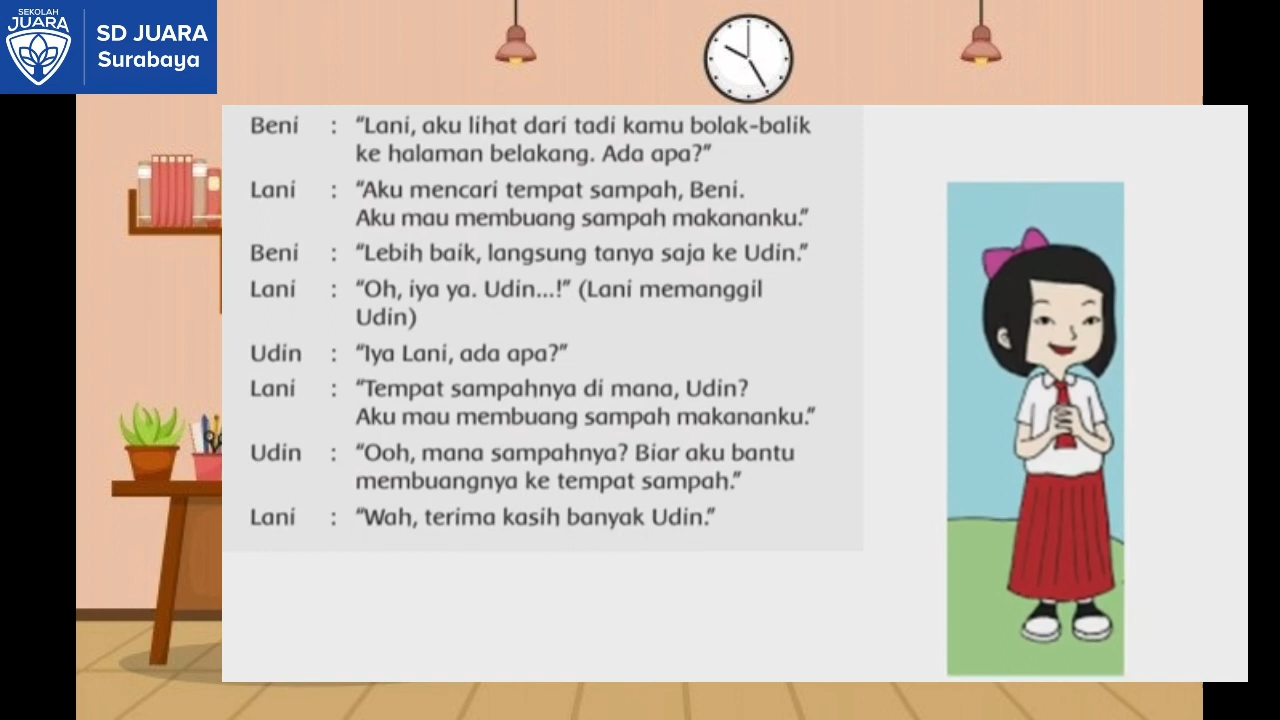 SEKOLAH
JUARA
SD JUARA
Surabaya
Beni : “Lani, aku lihat dari tadi kamu bolak-balik
ke halaman belakang. Ada apa?”
Lani : “Aku mencari tempat sampah, Beni.
Aku mau membuang sampah makananku.”
Beni : “Lebih baik, langsung tanya saja ke Udin.”
Lani : “Oh, iya ya. Udin...!” (Lani memanggil
Udin)
Udin : “Iya Lani, ada apa?”
Lani : “Tempat sampahnya di mana, Udin?
Aku mau membuang sampah makananku.”
Udin : “Ooh, mana sampahnya? Biar aku bantu
membuangnya ke tempat sampah.”
Lani : “Wah, terima kasih banyak Udin.”